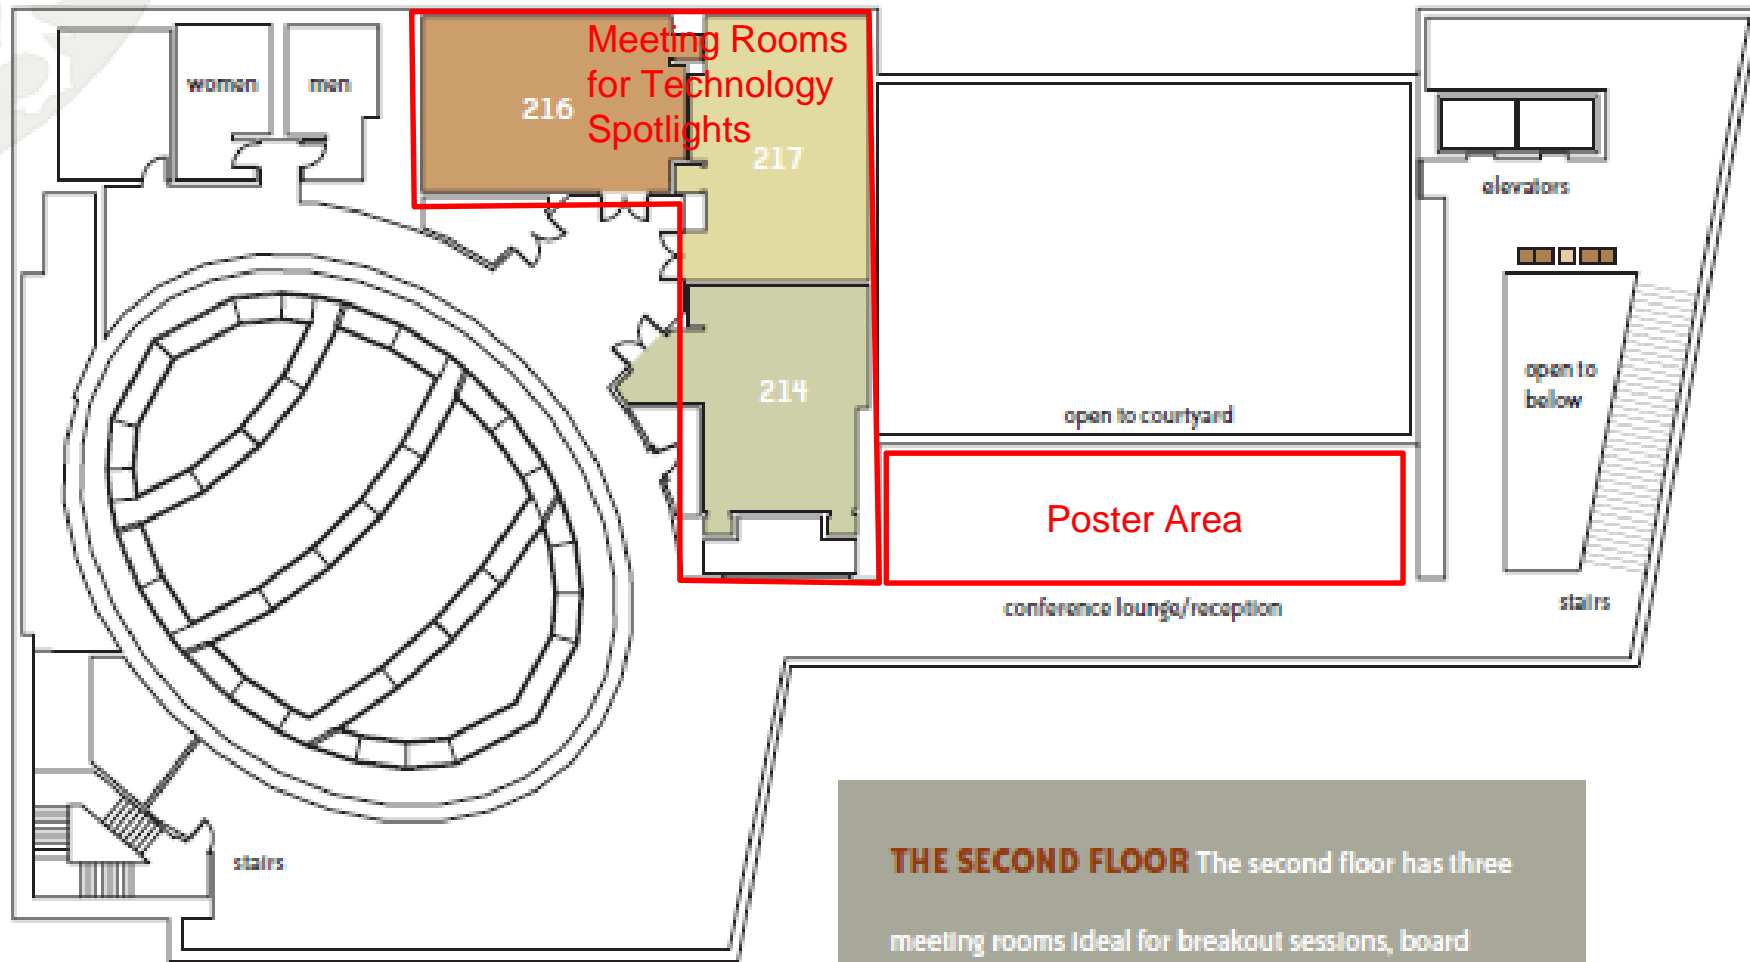 Meeting Rooms
for Technology
Spotlights
women
men
216
217
elevators
214
open to
below
open to courtyard
Poster Area
conference lounge/reception
stairs
stairs
THE SECOND FLOOR The second floor has three
meeting rooms ideal for breakout sessions, board